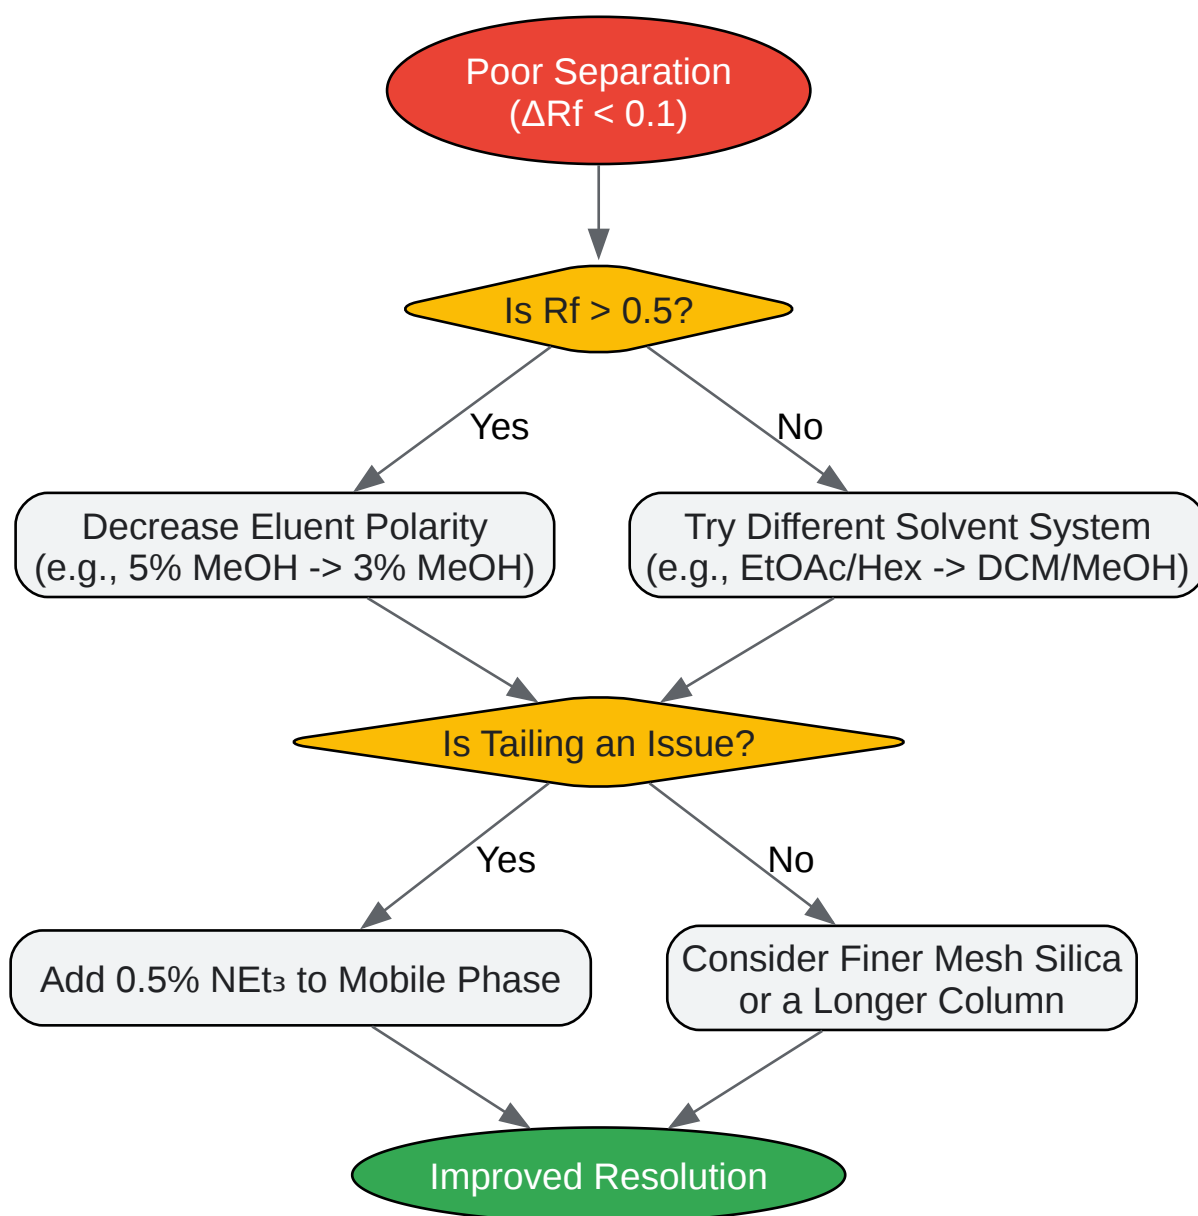 Poor Separation
(ΔRf < 0.1)
Is Rf > 0.5?
Yes
No
Decrease Eluent Polarity
(e.g., 5% MeOH -> 3% MeOH)
Try Different Solvent System
(e.g., EtOAc/Hex -> DCM/MeOH)
Is Tailing an Issue?
Yes
No
Add 0.5% NEt₃ to Mobile Phase
Consider Finer Mesh Silica
or a Longer Column
Improved Resolution